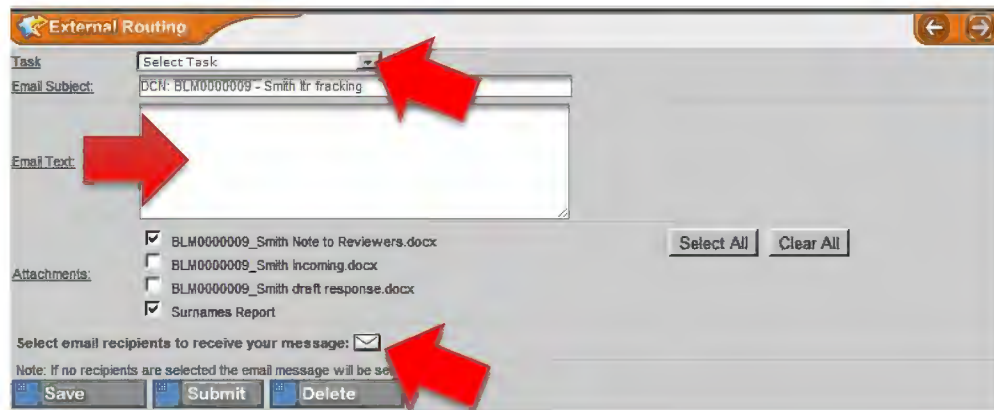 External Routing
Task
Select Task
Email Subject:
DCN: BLM0000009 - Smith ltr fracking
Email Text:
BLM0000009_Smith Note to Reviewers.docx
BLM0000009_Smith Incoming.docx
BLM0000009_Smith draft response.docx
Surnames Report
Attachments:
Select All Clear All
Select email recipients to receive your message:
Note: If no recipients are selected the email message will be
Save Submit Delete